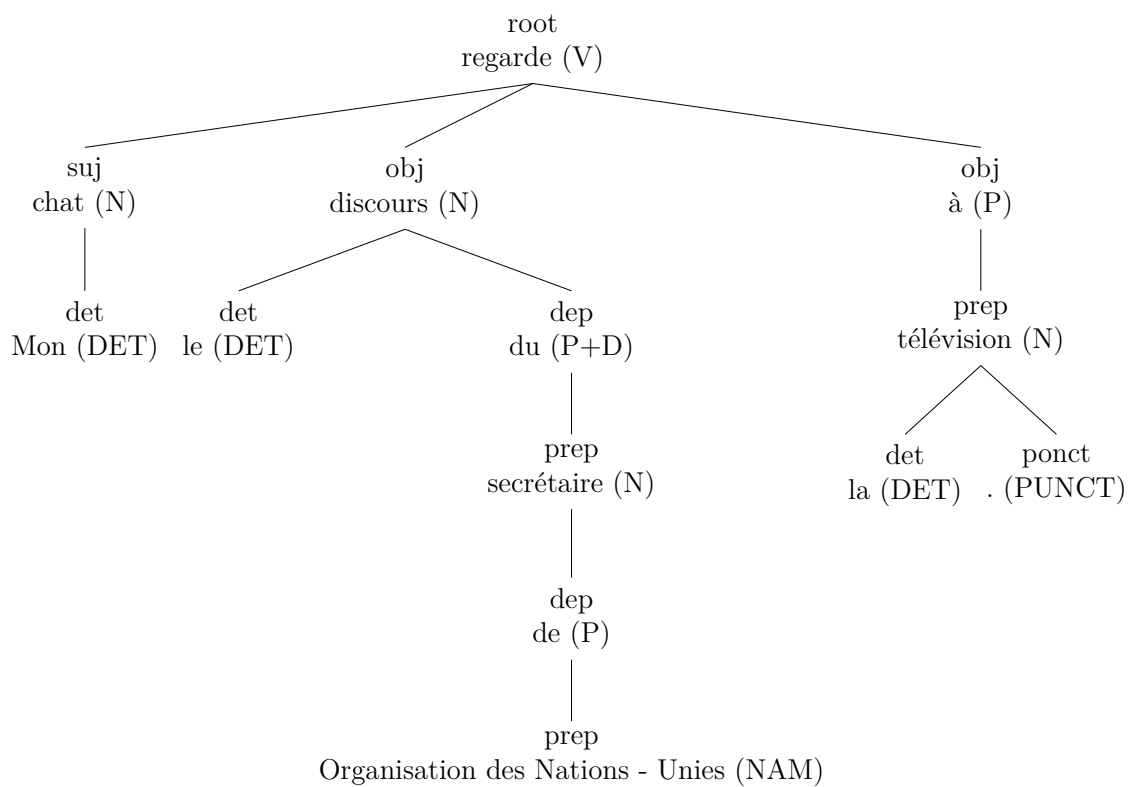 root
regarde (V)
suj obj obj
chat (N) discours (N) à (P)
det det dep prep
Mon (DET) le (DET) du (P+D) télévision (N)
prep det ponct
secrétaire (N) la (DET) . (PUNCT)
dep
de (P)
prep
Organisation des Nations - Unies (NAM)